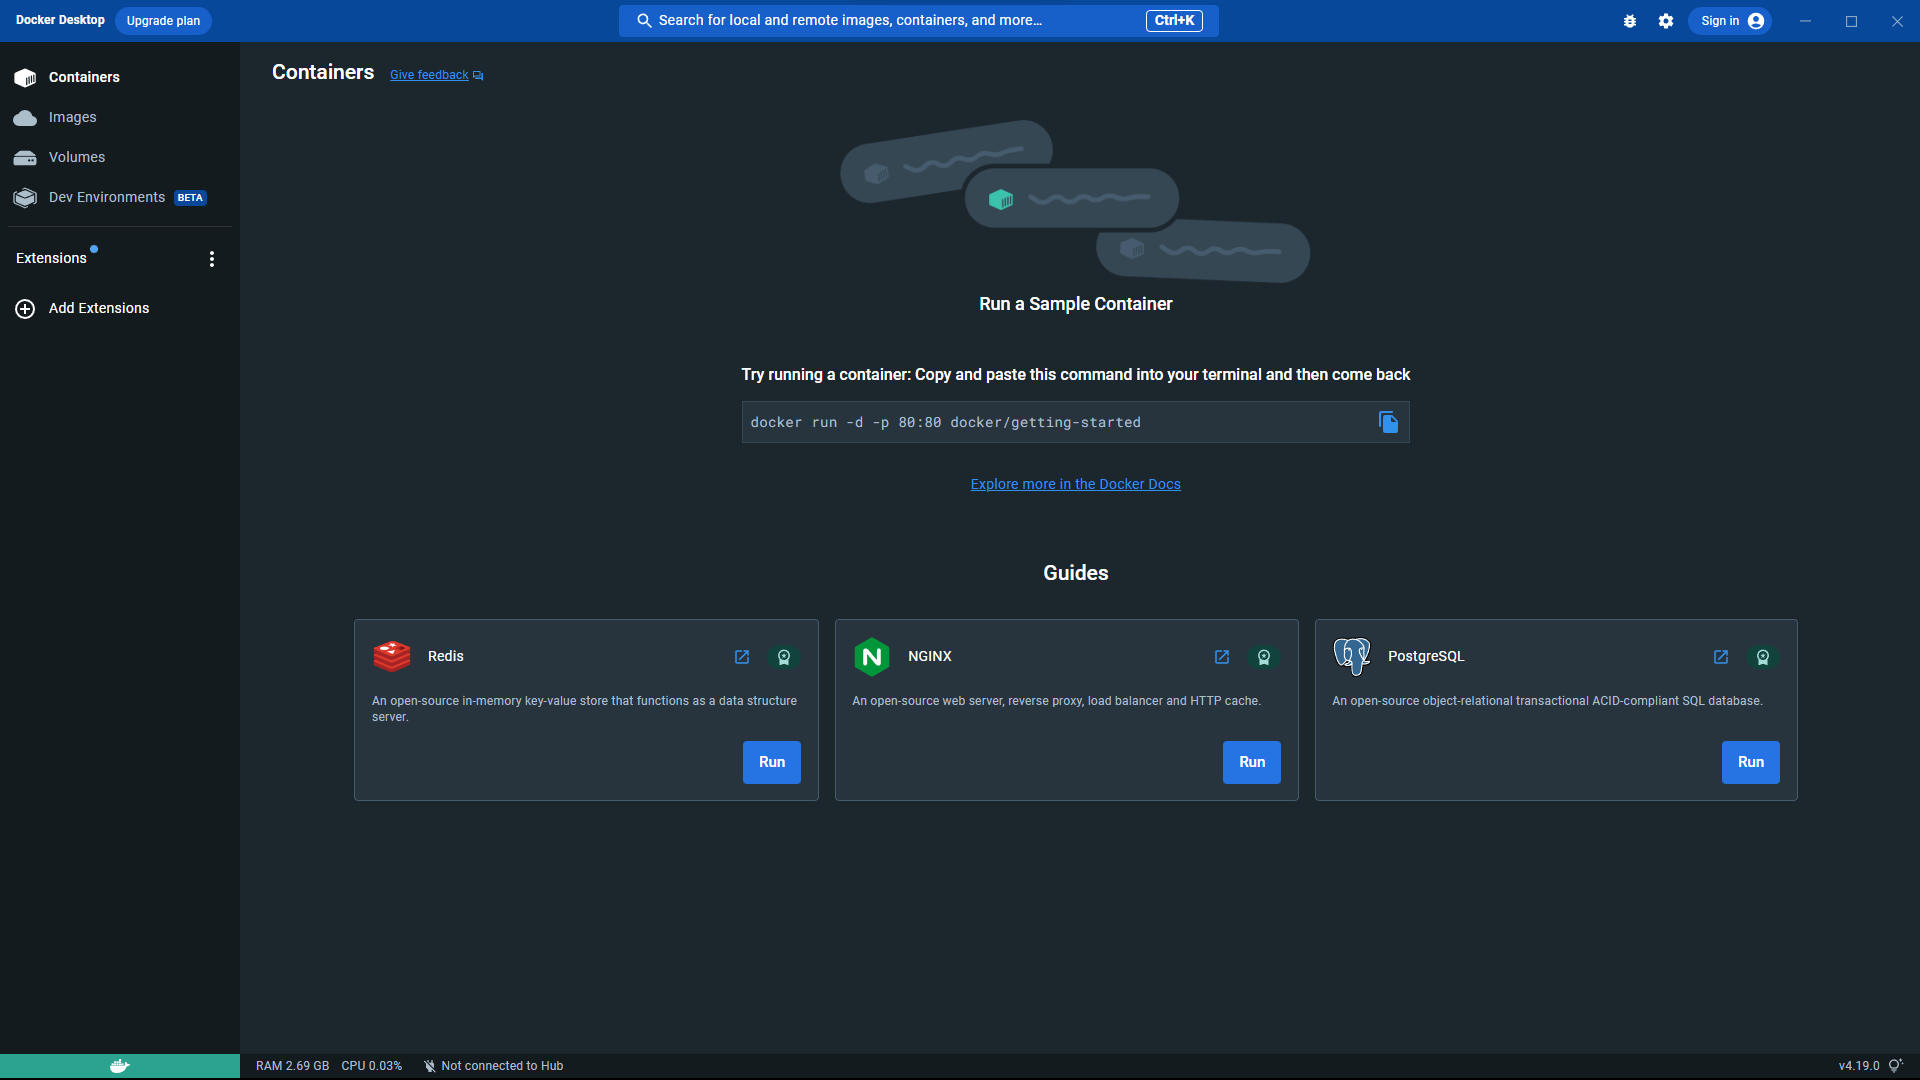 Docker Desktop
Upgrade plan
Search for local and remote images, containers, and more...
Ctrl+K
Sign in
Containers
Images
Volumes
Dev Environments BETA
Extensions
Add Extensions
Containers
Give feedback
Run a Sample Container
Try running a container: Copy and paste this command into your terminal and then come back
docker run -d -p 80:80 docker/getting-started
Explore more in the Docker Docs
Guides
Redis
An open-source in-memory key-value store that functions as a data structure
server.
Run
NGINX
An open-source web server, reverse proxy, load balancer and HTTP cache.
Run
PostgreSQL
An open-source object-relational transactional ACID-compliant SQL database.
Run
RAM 2.69 GB CPU 0.03% Not connected to Hub
v4.19.0